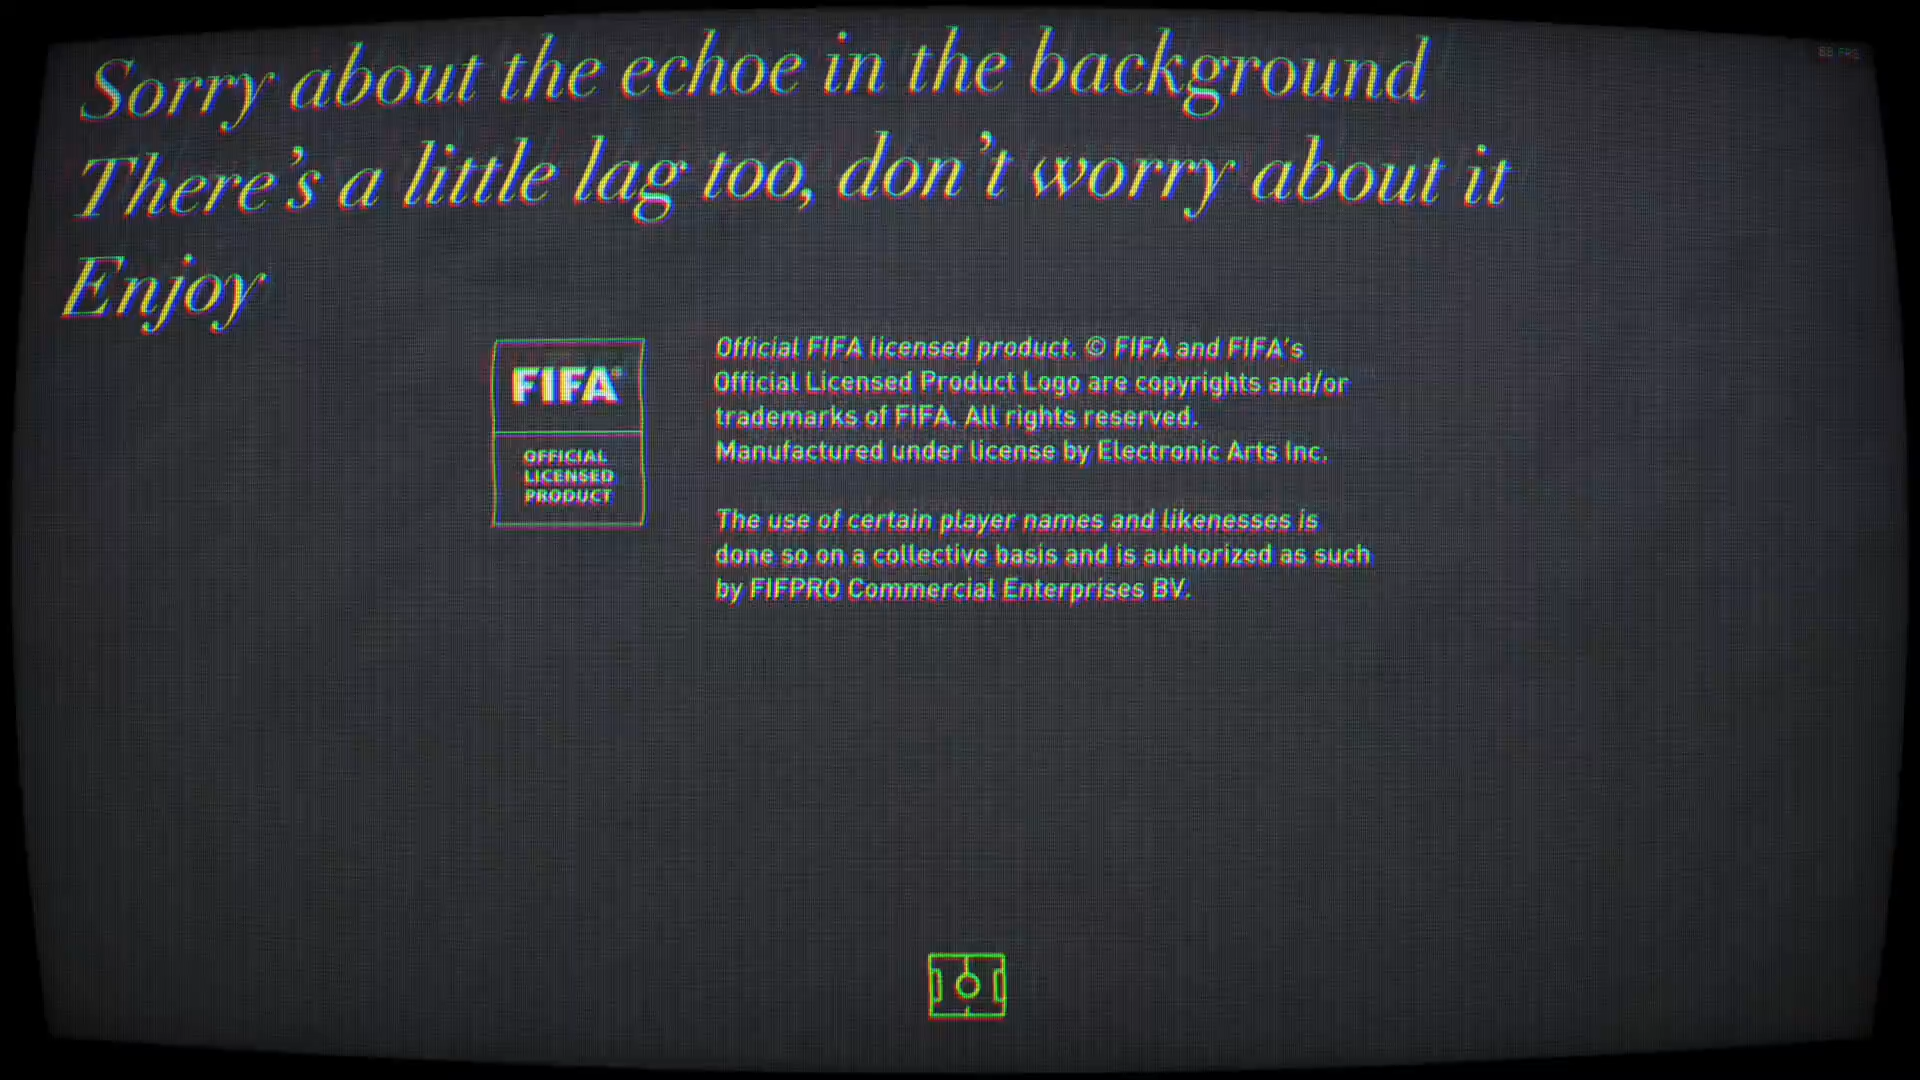 Sorry about the echoe in the background
There's a little lag too, don't worry about it
Enjoy
FIFA®
OFFICIAL
LICENSED
PRODUCT
Official FIFA licensed product. © FIFA and FIFA's
Official Licensed Product Logo are copyrights and/or
trademarks of FIFA. All rights reserved.
Manufactured under license by Electronic Arts Inc.
The use of certain player names and likenesses is
done so on a collective basis and is authorized as such
by FIFPRO Commercial Enterprises BV.